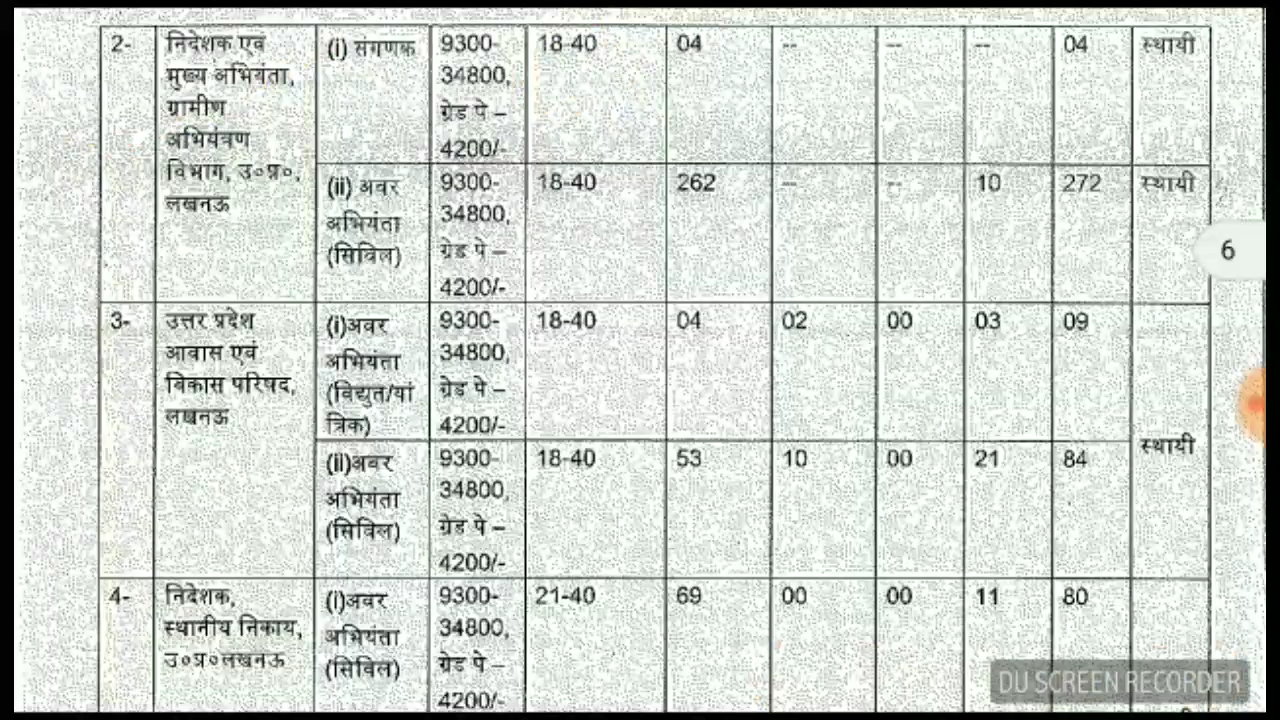 2- निदेशक एवं (i) संगणक 9300- 18-40 04 -- -- -- 04 स्थायी
मुख्य अभियंता, 34800,
ग्रामीण ग्रेड पे –
अभियंत्रण 4200/-
विभाग, उ०प्र०, (ii) अवर 9300- 18-40 262 -- -- 10 272 स्थायी
लखनऊ अभियंता 34800,
(सिविल) ग्रेड पे –
4200/-
6
3- उत्तर प्रदेश (i)अवर 9300- 18-40 04 02 00 03 09
आवास एवं अभियंता 34800,
विकास परिषद, (विद्युत/यां ग्रेड पे –
लखनऊ त्रिक) 4200/-
स्थायी
(ii)अवर 9300- 18-40 53 10 00 21 84
अभियंता 34800,
(सिविल) ग्रेड पे –
4200/-
4- निदेशक, (i)अवर 9300- 21-40 69 00 00 11 80
स्थानीय निकाय, अभियंता 34800,
उ०प्र०लखनऊ (सिविल) ग्रेड पे –
4200/-
DU SCREEN RECORDER